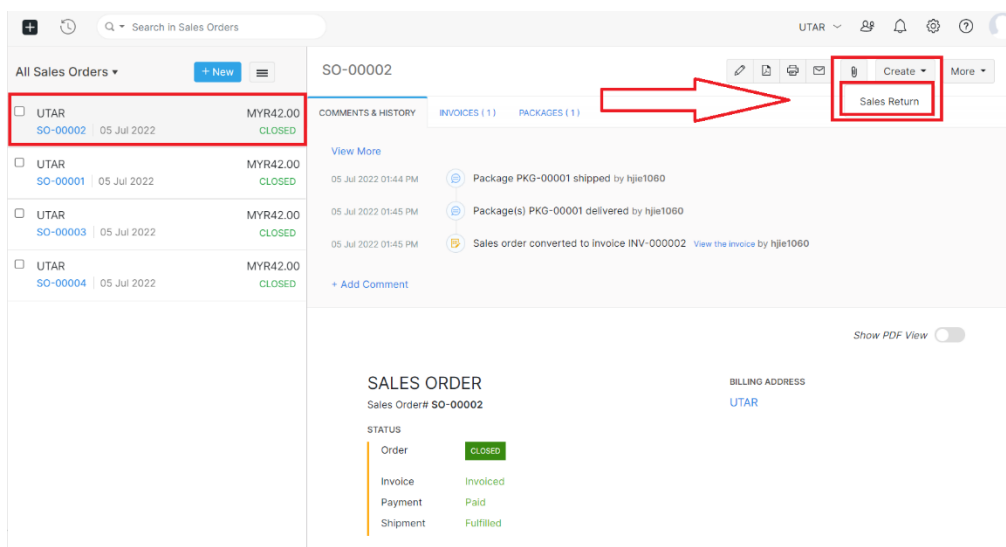 Search in Sales Orders
UTAR
All Sales Orders
+ New
UTAR MYR42.00
SO-00002 05 Jul 2022 CLOSED
UTAR MYR42.00
SO-00001 05 Jul 2022 CLOSED
UTAR MYR42.00
SO-00003 05 Jul 2022 CLOSED
UTAR MYR42.00
SO-00004 05 Jul 2022 CLOSED
SO-00002
Create
More
Sales Return
COMMENTS & HISTORY INVOICES ( 1 ) PACKAGES ( 1 )
View More
05 Jul 2022 01:44 PM Package PKG-00001 shipped by hjie1060
05 Jul 2022 01:45 PM Package(s) PKG-00001 delivered by hjie1060
05 Jul 2022 01:45 PM Sales order converted to invoice INV-000002 View the invoice by hjie1060
+ Add Comment
Show PDF View
SALES ORDER
Sales Order# SO-00002
STATUS
Order CLOSED
Invoice Invoiced
Payment Paid
Shipment Fulfilled
BILLING ADDRESS
UTAR